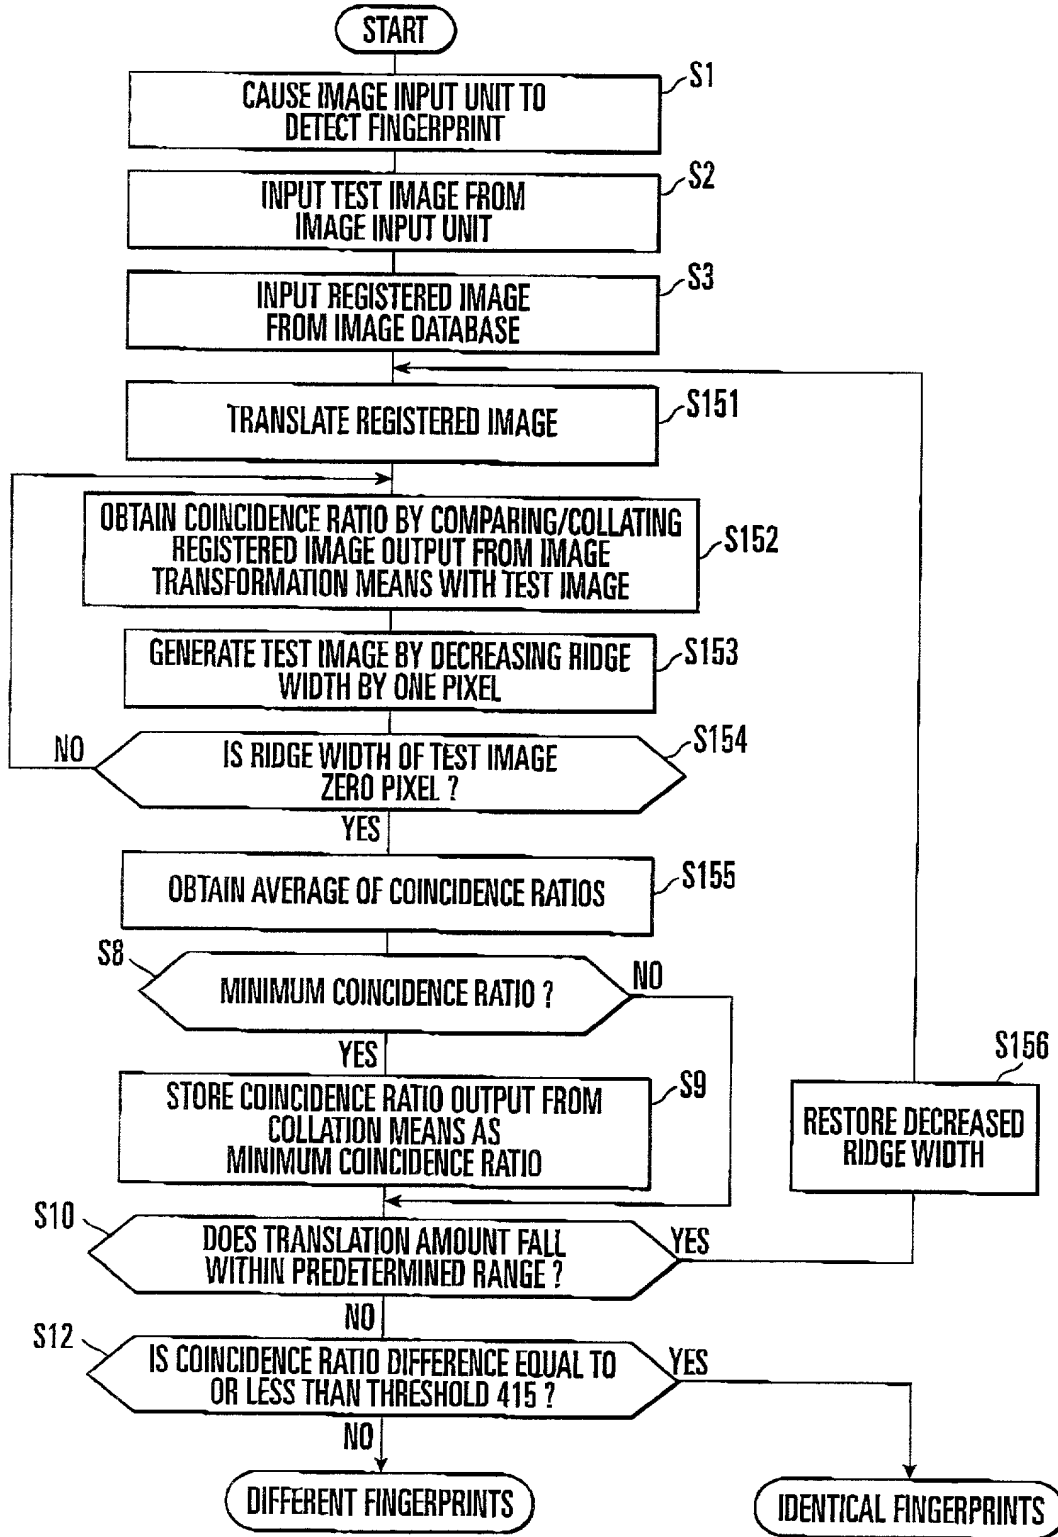 START
S1
CAUSE IMAGE INPUT UNIT TO
DETECT FINGERPRINT
S2
INPUT TEST IMAGE FROM
IMAGE INPUT UNIT
S3
INPUT REGISTERED IMAGE
FROM IMAGE DATABASE
S151
TRANSLATE REGISTERED IMAGE
OBTAIN COINCIDENCE RATIO BY COMPARING/COLLATING
REGISTERED IMAGE OUTPUT FROM IMAGE
TRANSFORMATION MEANS WITH TEST IMAGE
S152
GENERATE TEST IMAGE BY DECREASING RIDGE
WIDTH BY ONE PIXEL
S153
S154
NO
IS RIDGE WIDTH OF TEST IMAGE
ZERO PIXEL ?
YES
S155
OBTAIN AVERAGE OF COINCIDENCE RATIOS
S8
MINIMUM COINCIDENCE RATIO ?
NO
YES
S9
STORE COINCIDENCE RATIO OUTPUT FROM
COLLATION MEANS AS
MINIMUM COINCIDENCE RATIO
S156
RESTORE DECREASED
RIDGE WIDTH
S10
DOES TRANSLATION AMOUNT FALL
WITHIN PREDETERMINED RANGE ?
YES
NO
S12
IS COINCIDENCE RATIO DIFFERENCE EQUAL TO
OR LESS THAN THRESHOLD 415 ?
YES
NO
DIFFERENT FINGERPRINTS
IDENTICAL FINGERPRINTS